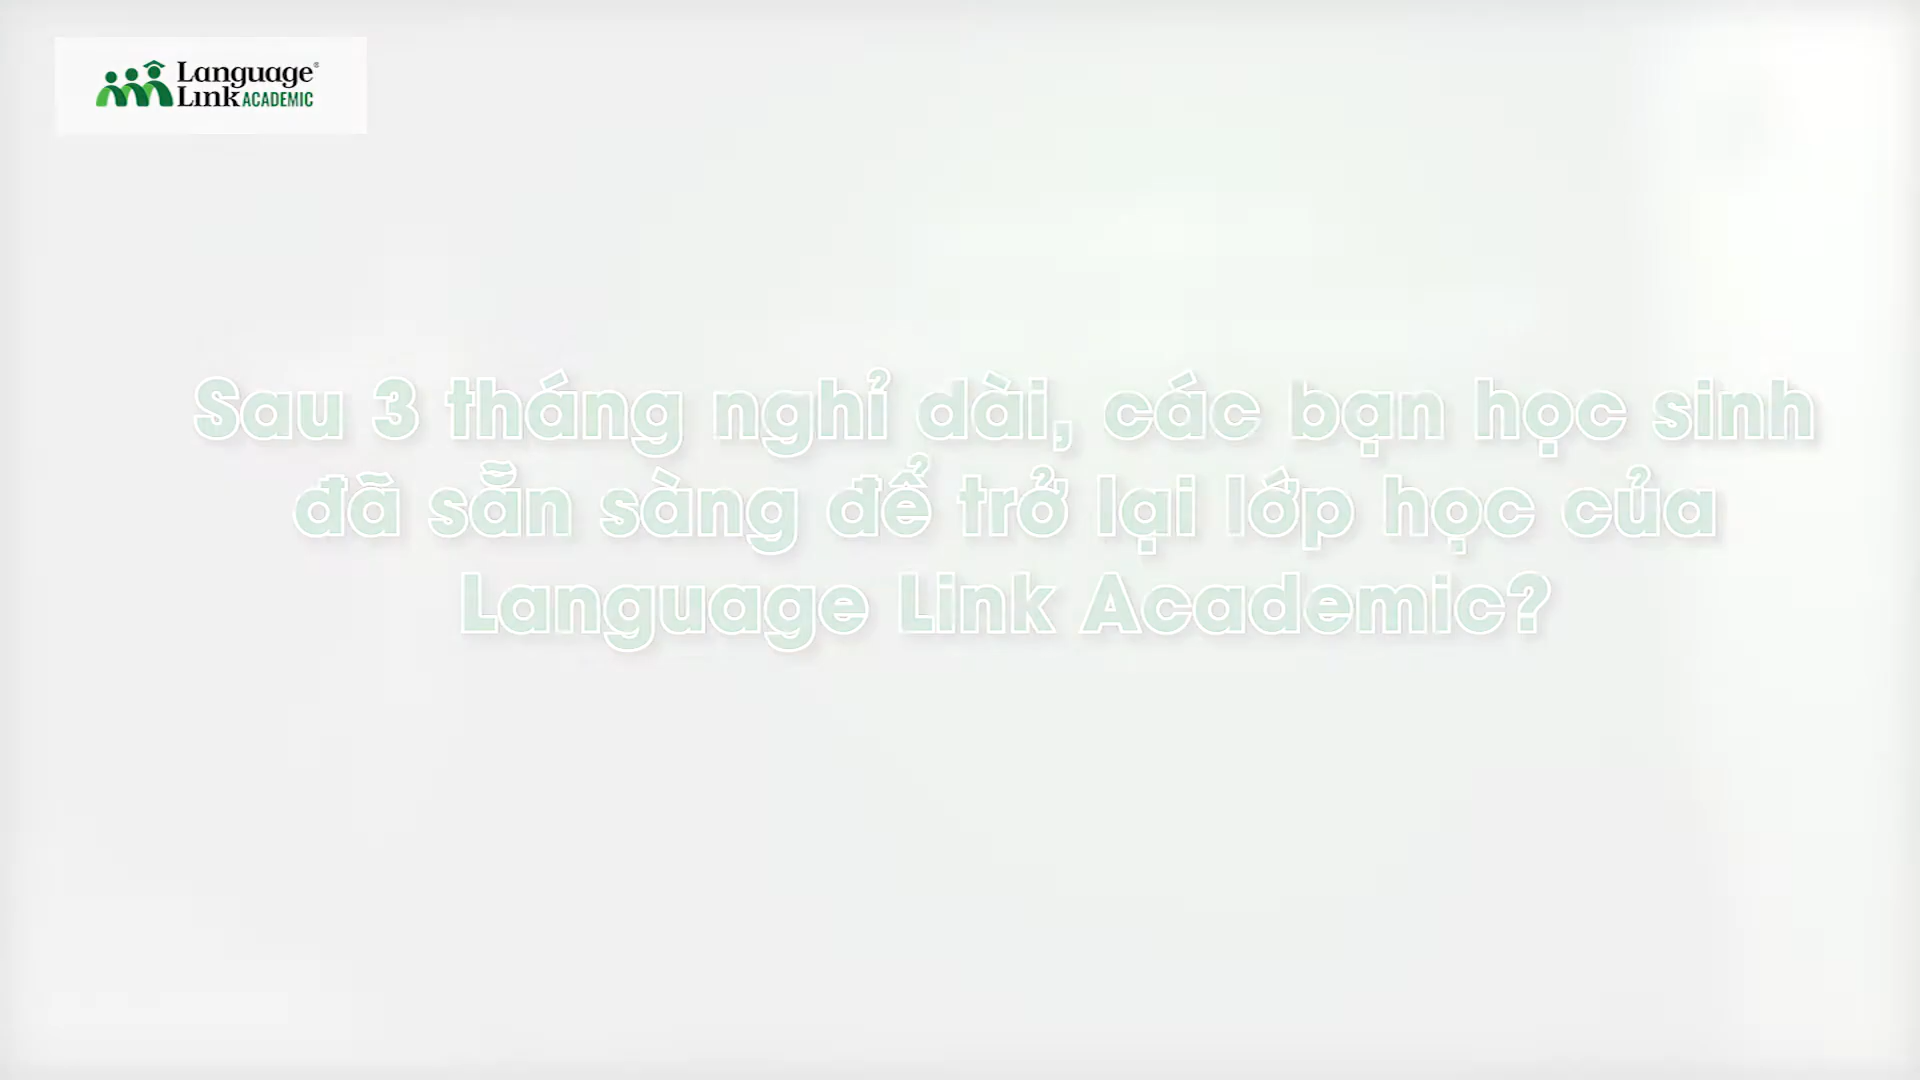 Language®
Link ACADEMIC
Sau 3 tháng nghỉ dài, các bạn học sinh
đã sẵn sàng để trở lại lớp học của
Language Link Academic?